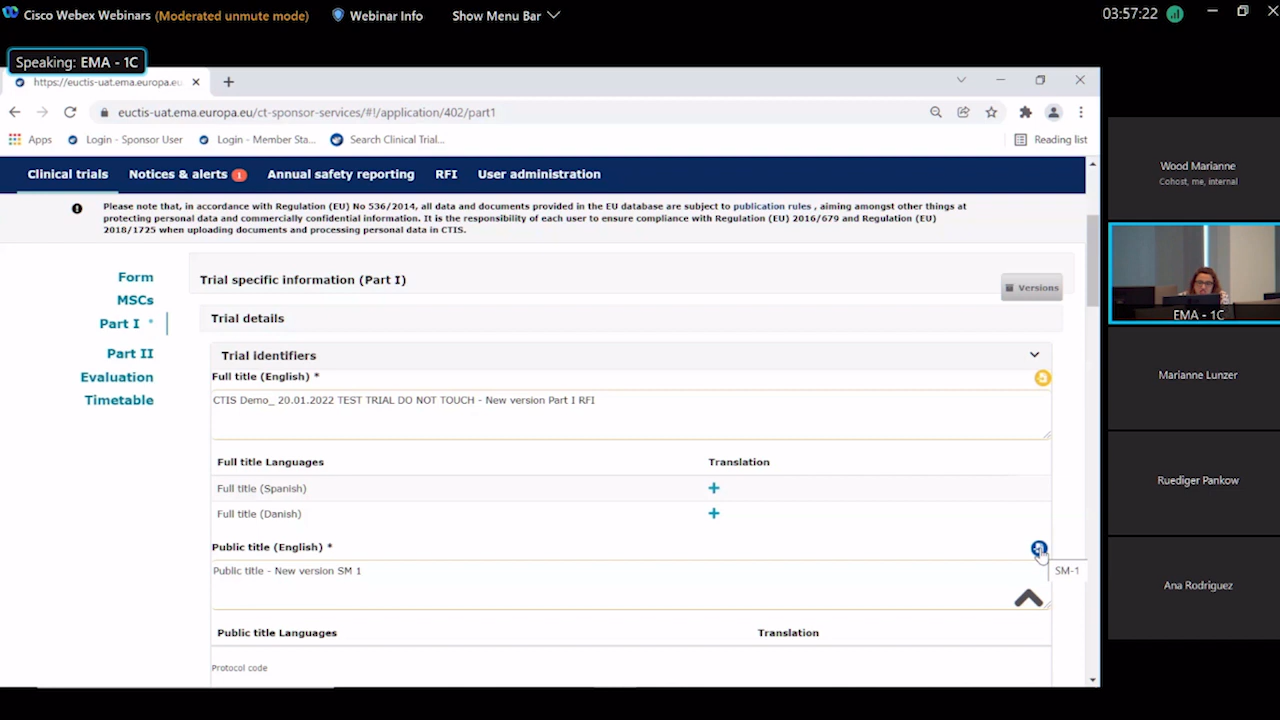 Cisco Webex Webinars (Moderated unmute mode) Webinar Info Show Menu Bar 03:57:22
Speaking: EMA - 1C
https://euctis-uat.ema.europa.eu
euctis-uat.ema.europa.eu/ct-sponsor-services/#!/application/402/part1
Apps Login - Sponsor User Login - Member Sta... Search Clinical Trial... Reading list
Clinical trials Notices & alerts 1 Annual safety reporting RFI User administration
Please note that, in accordance with Regulation (EU) No 536/2014, all data and documents provided in the EU database are subject to publication rules , aiming amongst other things at
protecting personal data and commercially confidential information. It is the responsibility of each user to ensure compliance with Regulation (EU) 2016/679 and Regulation (EU)
2018/1725 when uploading documents and processing personal data in CTIS.
Form
MSCs
Part I *
Part II
Evaluation
Timetable
Trial specific information (Part I)
Versions
Trial details
Trial identifiers
Full title (English) *
CTIS Demo_ 20.01.2022 TEST TRIAL DO NOT TOUCH - New version Part I RFI
Full title Languages Translation
Full title (Spanish) +
Full title (Danish) +
Public title (English) *
Public title - New version SM 1
SM-1
Public title Languages Translation
Protocol code
Wood Marianne
Cohost, me, internal
EMA - 1C
Marianne Lunzer
Ruediger Pankow
Ana Rodriguez